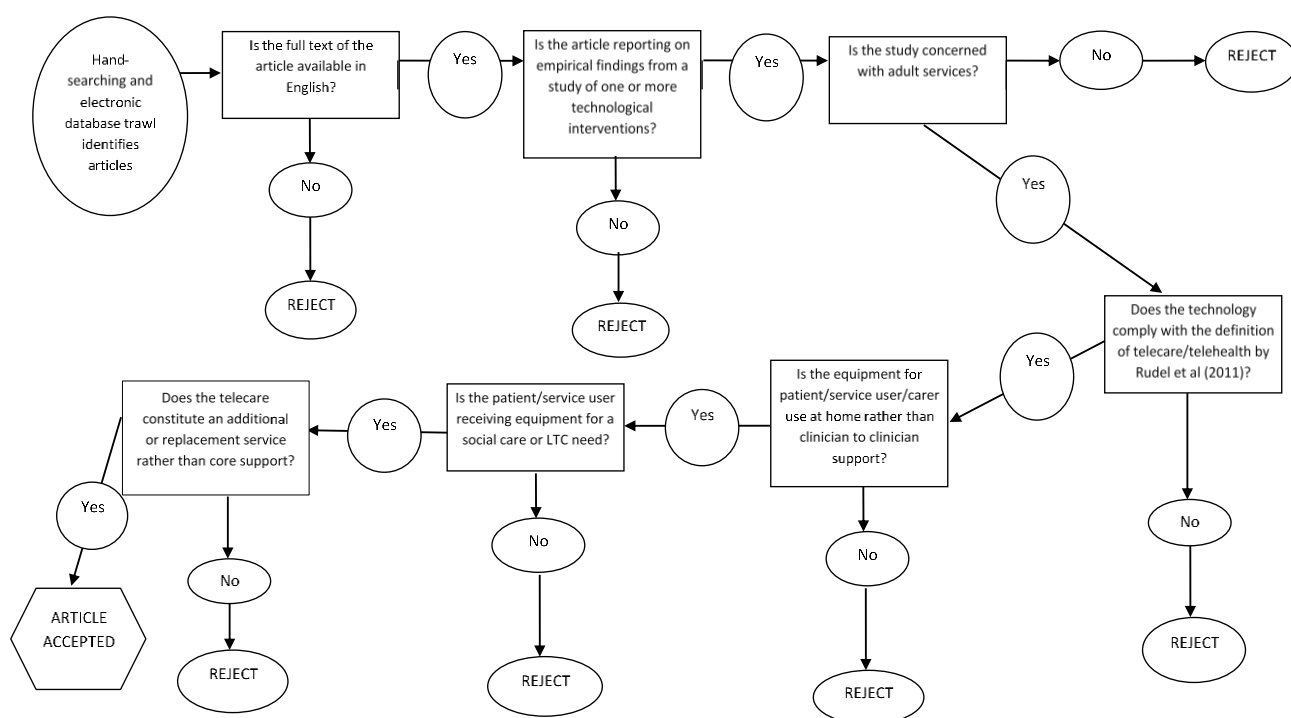 Hand-
searching and
electronic
database trawl
identifies
articles
Is the full text of the
article available in
English?
Yes
No
REJECT
Is the article reporting on
empirical findings from a
study of one or more
technological
interventions?
Yes
No
REJECT
Is the study concerned
with adult services?
No
REJECT
Yes
Does the technology
comply with the definition
of telecare/telehealth by
Rudel et al (2011)?
No
REJECT
Yes
Is the equipment for
patient/service user/carer
use at home rather than
clinician to clinician
support?
No
REJECT
Yes
Is the patient/service user
receiving equipment for a
social care or LTC need?
No
REJECT
Yes
Does the telecare
constitute an additional
or replacement service
rather than core support?
No
REJECT
Yes
ARTICLE
ACCEPTED